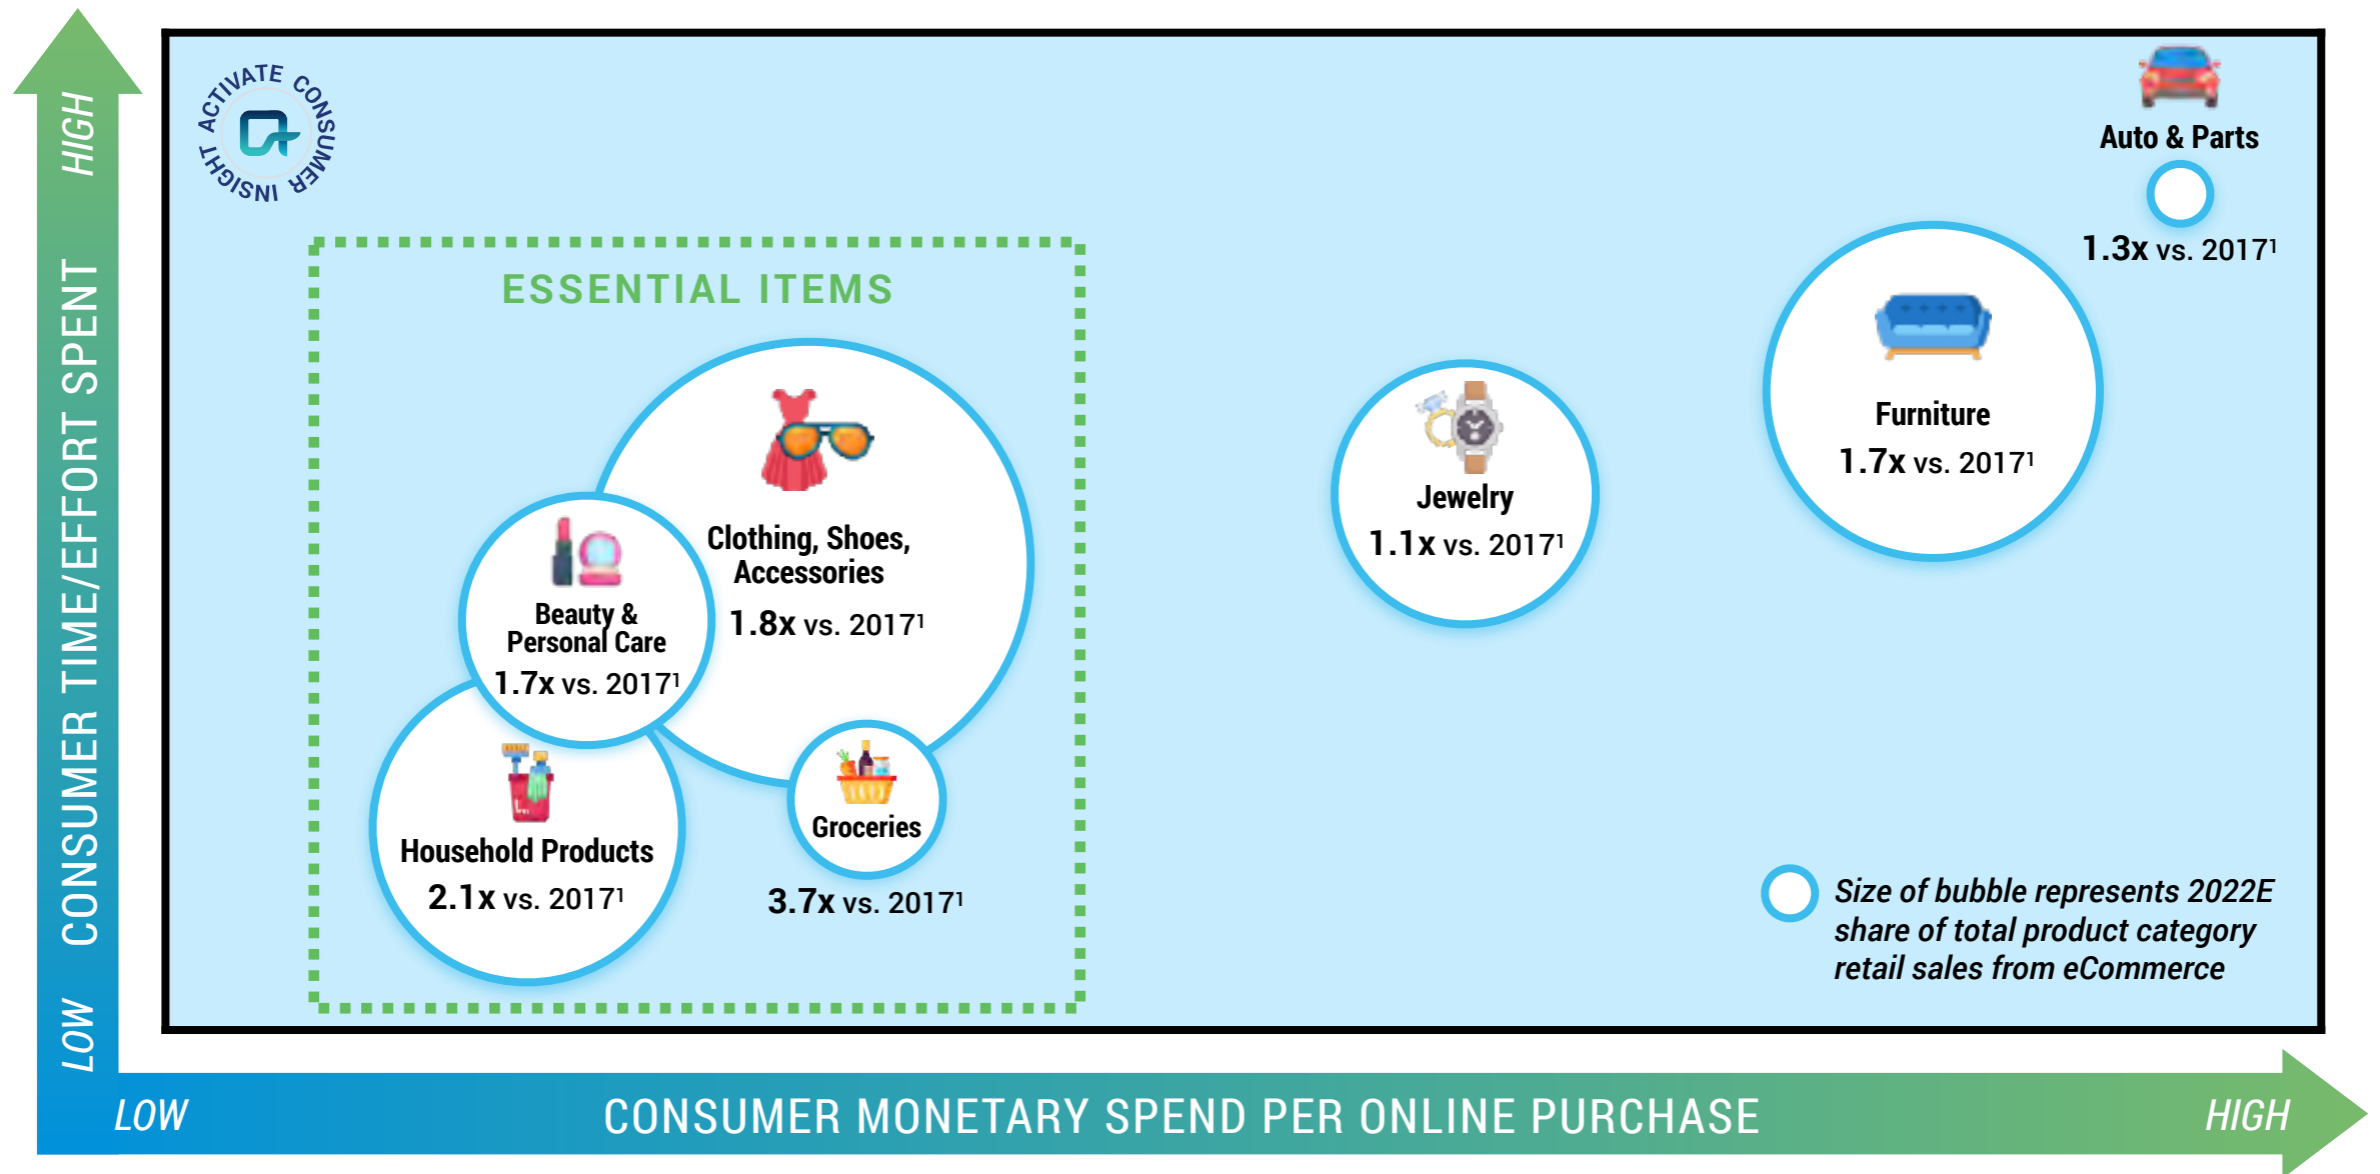 HIGH
CONSUMER TIME/EFFORT SPENT
LOW
ACTIVATE CONSUMER INSIGHT
Auto & Parts
1.3x vs. 2017¹
ESSENTIAL ITEMS
Furniture
1.7x vs. 2017¹
Jewelry
1.1x vs. 2017¹
Clothing, Shoes,
Accessories
1.8x vs. 2017¹
Beauty &
Personal Care
1.7x vs. 2017¹
Groceries
3.7x vs. 2017¹
Household Products
2.1x vs. 2017¹
Size of bubble represents 2022E
share of total product category
retail sales from eCommerce
LOW
CONSUMER MONETARY SPEND PER ONLINE PURCHASE
HIGH